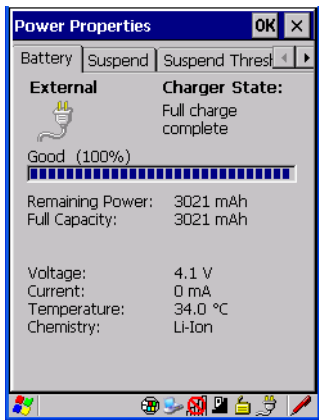 Power Properties OK
Battery Suspend Suspend Thresl
External Charger State:
Full charge
complete
Good (100%)
Remaining Power: 3021 mAh
Full Capacity: 3021 mAh
Voltage: 4.1 V
Current: 0 mA
Temperature: 34.0 °C
Chemistry: Li-Ion